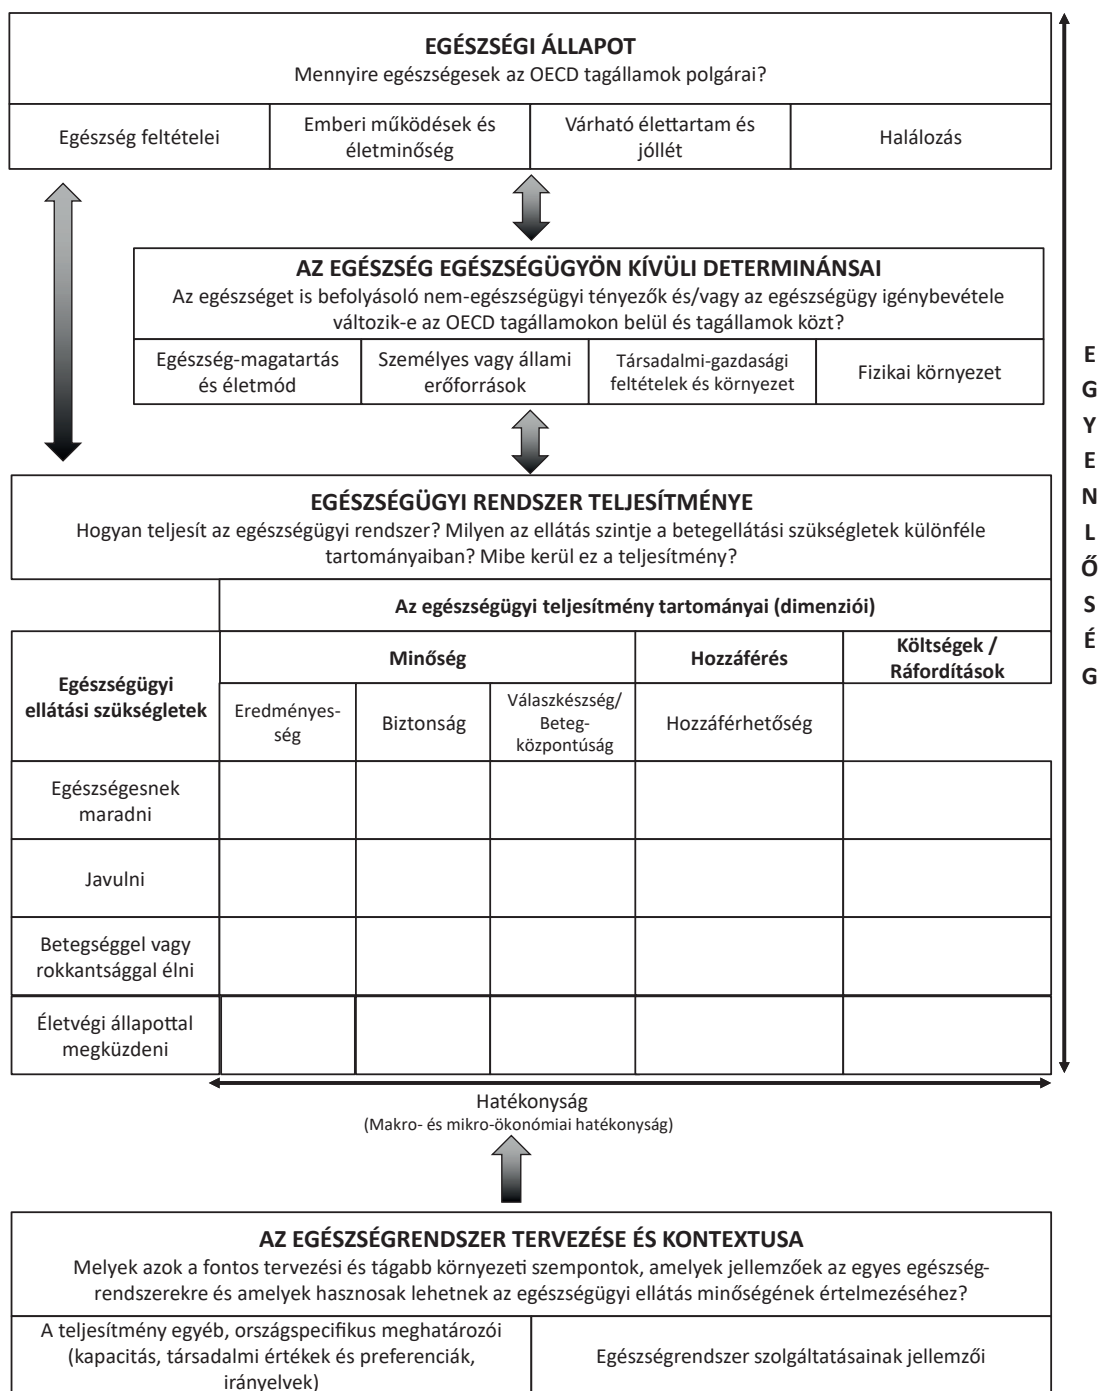 EGÉSZSÉGI ÁLLAPOT
Mennyire egészségesek az OECD tagállamok polgárai?
Egészség feltételei
Emberi működések és
életminőség
Várható élettartam és
jóllét
Halálozás
AZ EGÉSZSÉG EGÉSZSÉGÜGYÖN KÍVÜLI DETERMINÁNSAI
Az egészséget is befolyásoló nem-egészségügyi tényezők és/vagy az egészségügy igénybevétele
változik-e az OECD tagállamokon belül és tagállamok közt?
Egészség-magatartás
és életmód
Személyes vagy állami
erőforrások
Társadalmi-gazdasági
feltételek és környezet
Fizikai környezet
EGYENLŐSÉG
EGÉSZSÉGÜGYI RENDSZER TELJESÍTMÉNYE
Hogyan teljesít az egészségügyi rendszer? Milyen az ellátás szintje a betegellátási szükségletek különféle
tartományaiban? Mibe kerül ez a teljesítmény?
Az egészségügyi teljesítmény tartományai (dimenziói)
Egészségügyi
ellátási szükségletek
Minőség
Hozzáférés
Költségek /
Ráfordítások
Eredményes-
ség
Biztonság
Válaszkészség/
Beteg-
központúság
Hozzáférhetőség
Egészségesnek
maradni
Javulni
Betegséggel vagy
rokkantsággal élni
Életvégi állapottal
megküzdeni
Hatékonyság
(Makro- és mikro-ökonómiai hatékonyság)
AZ EGÉSZSÉGRENDSZER TERVEZÉSE ÉS KONTEXTUSA
Melyek azok a fontos tervezési és tágabb környezeti szempontok, amelyek jellemzőek az egyes egészség-
rendszerekre és amelyek hasznosak lehetnek az egészségügyi ellátás minőségének értelmezéséhez?
A teljesítmény egyéb, országspecifikus meghatározói
(kapacitás, társadalmi értékek és preferenciák,
irányelvek)
Egészségrendszer szolgáltatásainak jellemzői